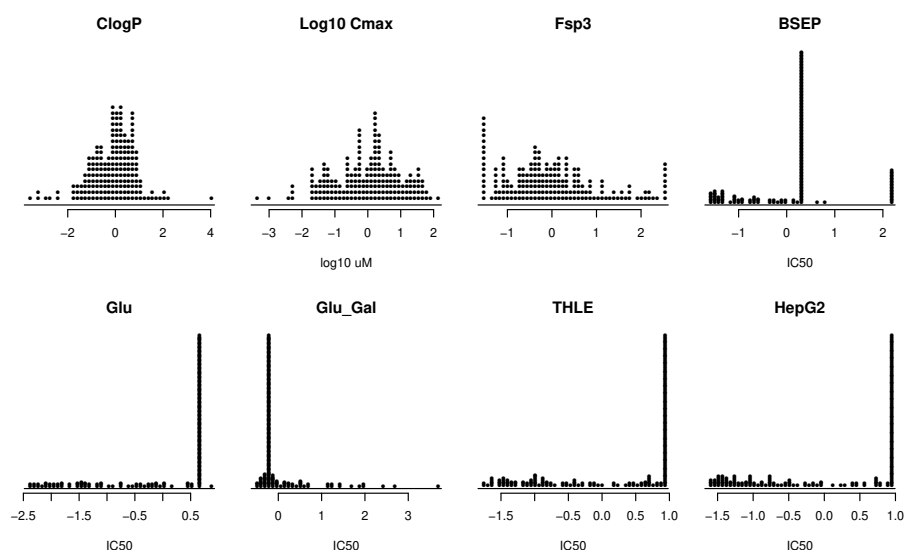 ClogP
Log10 Cmax
Fsp3
BSEP
−2 0 2 4
−3 −2 −1 0 1 2
−1 0 1 2
−1 0 1 2
log10 uM
IC50
Glu
Glu_Gal
THLE
HepG2
−2.5 −1.5 −0.5 0.5
0 1 2 3
−1.5 −0.5 0.0 0.5 1.0
−1.5 −1.0 −0.5 0.0 0.5 1.0
IC50
IC50
IC50
IC50